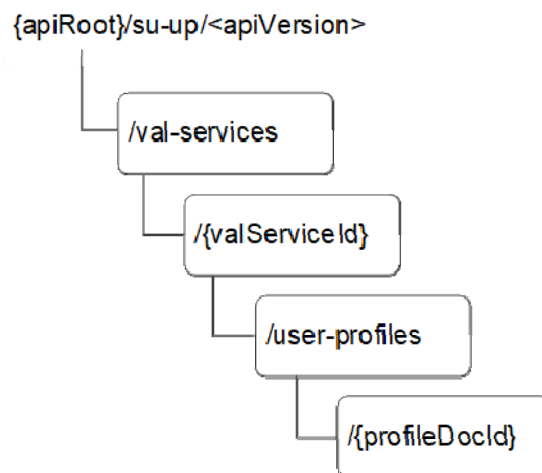 {apiRoot}/su-up/<apiVersion>
/val-services
/{valServiceId}
/user-profiles
/{profileDocId}